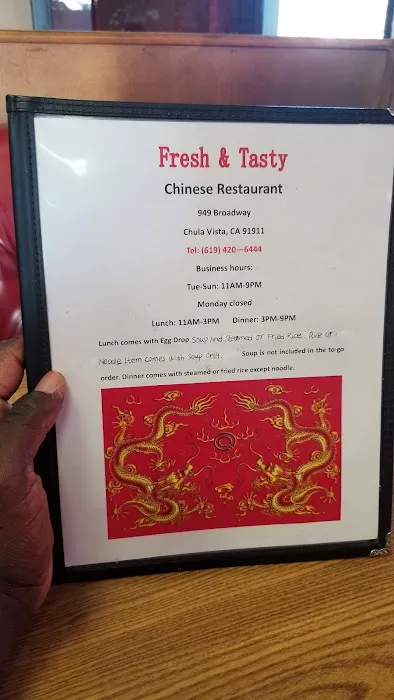 Fresh & Tasty
Chinese Restaurant
949 Broadway
Chula Vista, CA 91911
Tel: (619) 420—6444
Business hours:
Tue-Sun: 11AM-9PM
Monday closed
Lunch: 11AM-3PM Dinner: 3PM-9PM
Lunch comes with Egg Drop Soup And Steamed or Fried Rice. Rice or
Noodle Item comes with soup only. Soup is not included in the to-go
order. Dinner comes with steamed or fried rice except noodle.